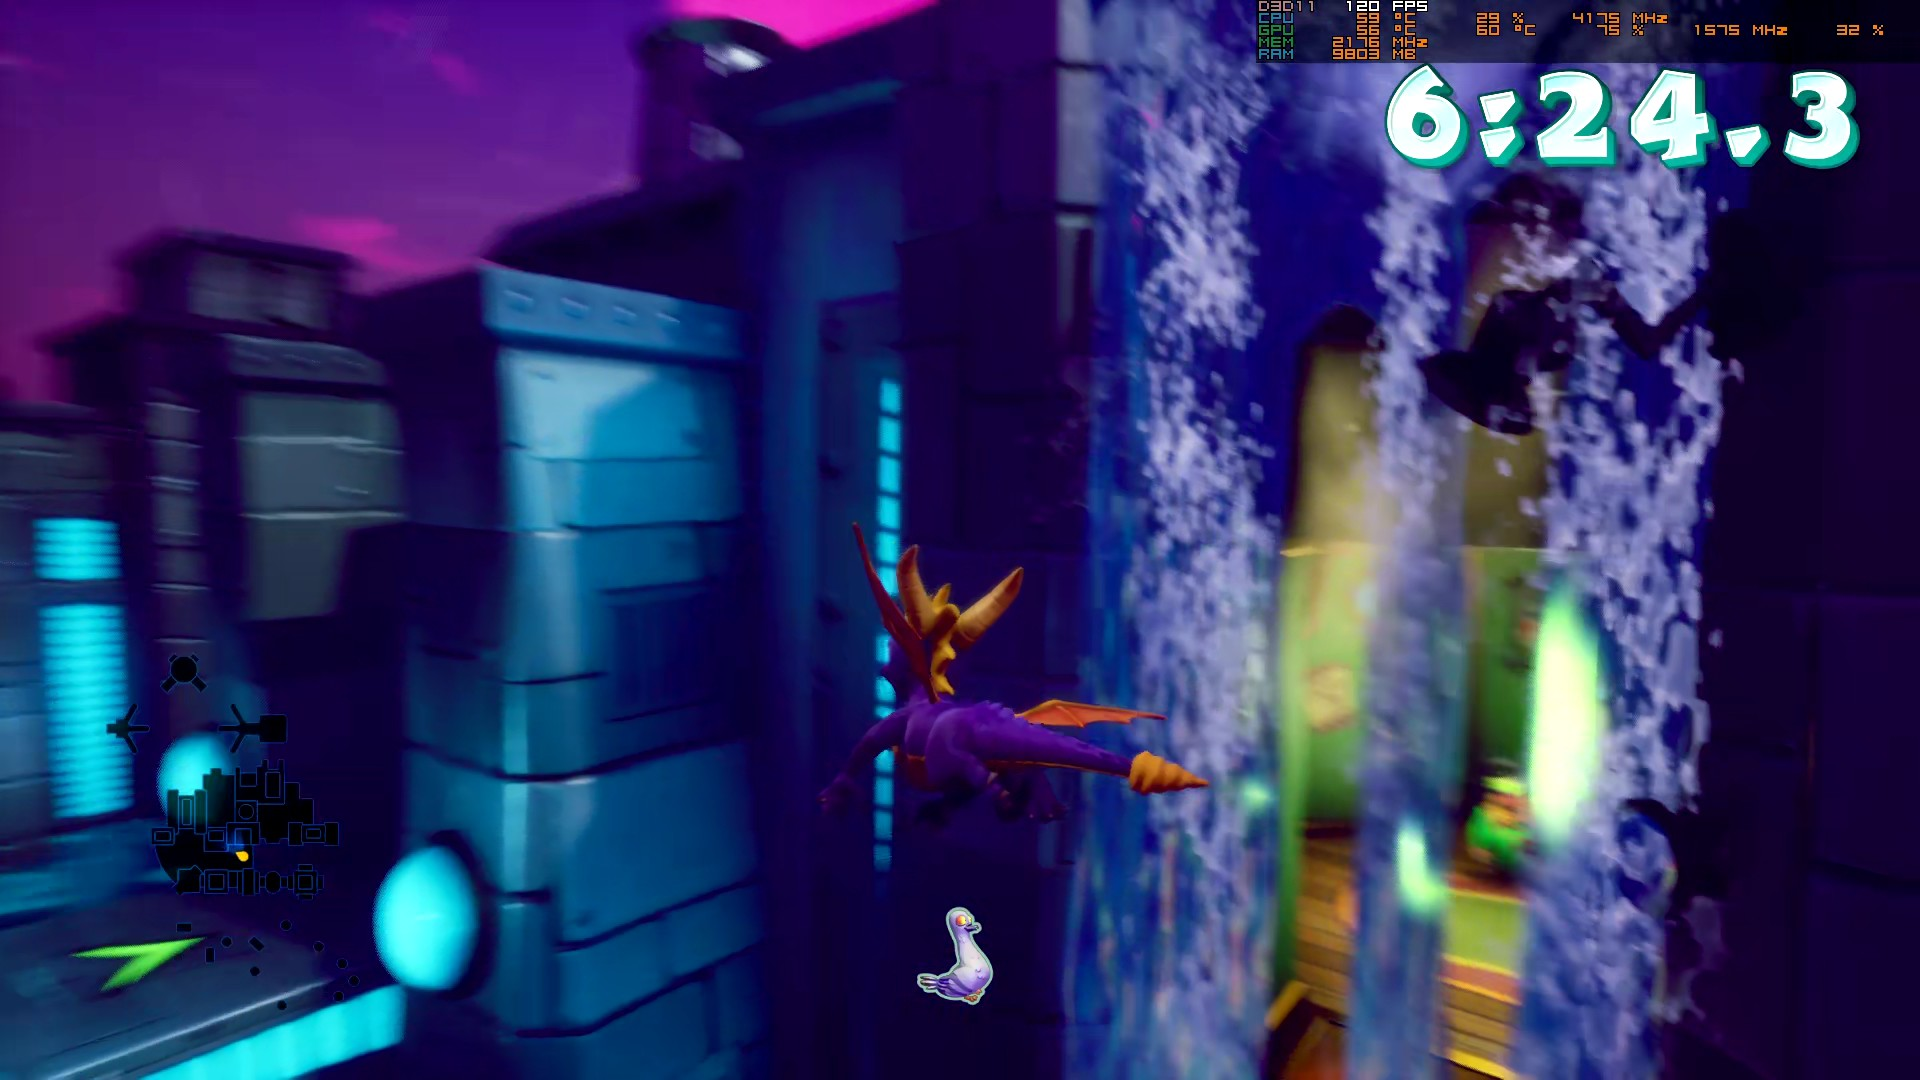 D3D11 120 FPS
CPU 59 °C 29 % 4175 MHz
GPU 56 °C 60 °C 75 % 1575 MHz 32 %
MEM 2176 MHz
RAM 9803 MB
6:24.3